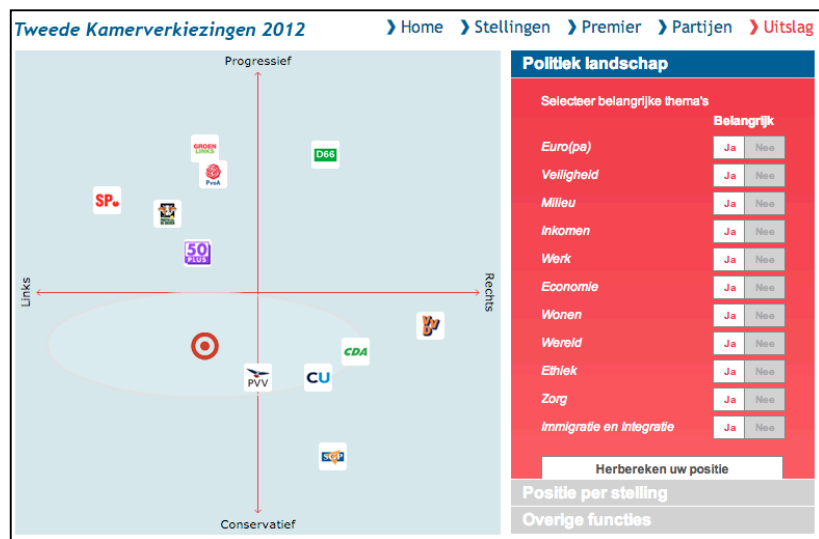 Tweede Kamerverkiezingen 2012
❯ Home ❯ Stellingen ❯ Premier ❯ Partijen ❯ Uitslag
Progressief
GROEN
LINKS
D66
PvdA
SP
50
PLUS
Links
Rechts
VVD
CDA
PVV
CU
SGP
Conservatief
Politiek landschap
Selecteer belangrijke thema's
Belangrijk
Euro(pa) Ja Nee
Veiligheid Ja Nee
Milieu Ja Nee
Inkomen Ja Nee
Werk Ja Nee
Economie Ja Nee
Wonen Ja Nee
Wereld Ja Nee
Ethiek Ja Nee
Zorg Ja Nee
Immigratie en Integratie Ja Nee
Herbereken uw positie
Positie per stelling
Overige functies